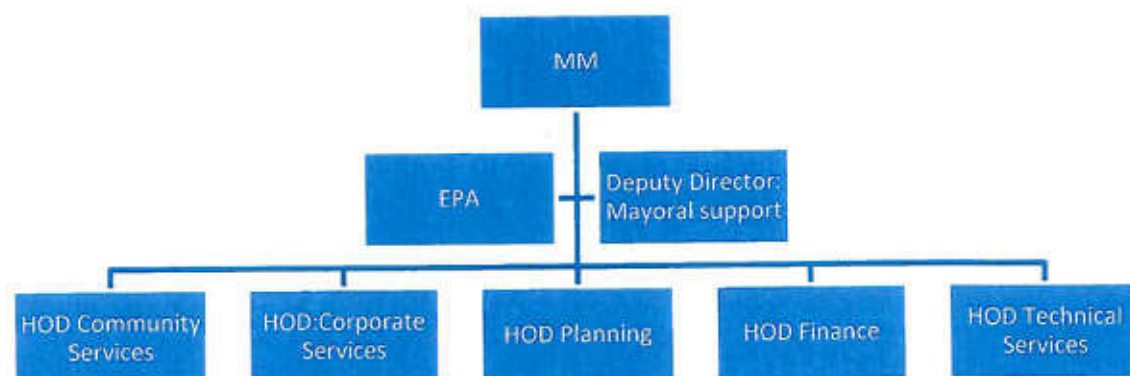 MM
EPA
Deputy Director:
Mayoral support
HOD Community
Services
HOD:Corporate
Services
HOD Planning
HOD Finance
HOD Technical
Services